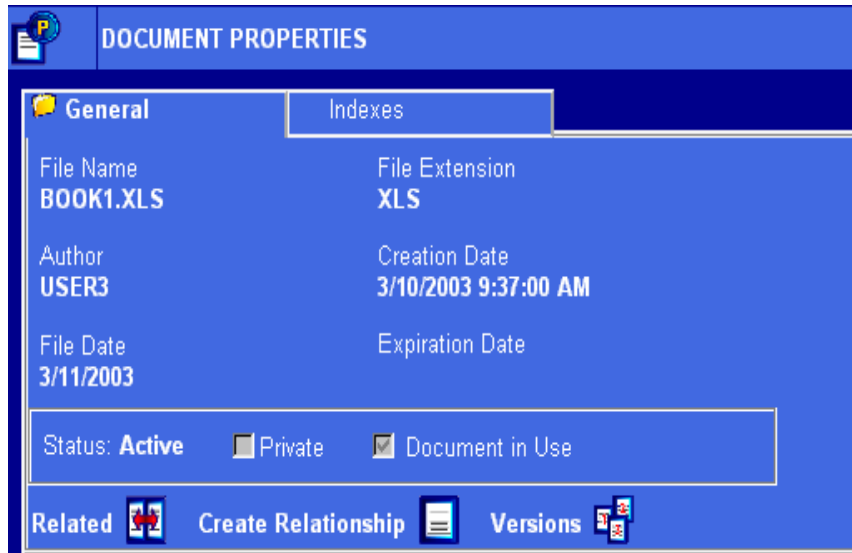 DOCUMENT PROPERTIES
General Indexes
File Name File Extension
BOOK1.XLS XLS
Author Creation Date
USER3 3/10/2003 9:37:00 AM
File Date Expiration Date
3/11/2003
Status: Active Private Document in Use
Related Create Relationship Versions